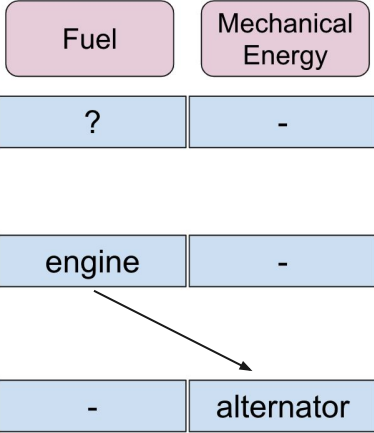 Fuel
Mechanical
Energy
? -
engine -
- alternator